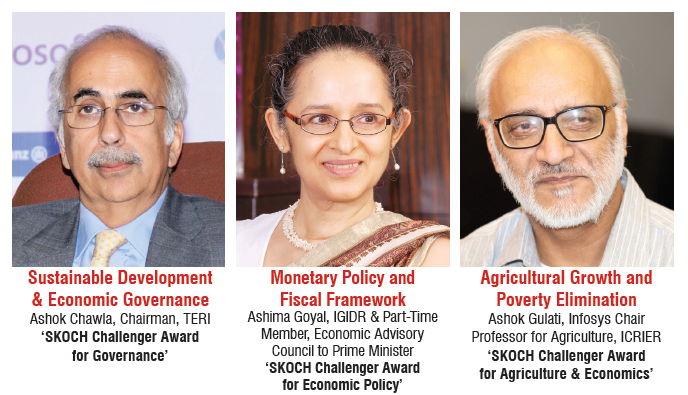 OSO
nz
Sustainable Development
& Economic Governance
Ashok Chawla, Chairman, TERI
‘SKOCH Challenger Award
for Governance’
Monetary Policy and
Fiscal Framework
Ashima Goyal, IGIDR & Part-Time
Member, Economic Advisory
Council to Prime Minister
‘SKOCH Challenger Award
for Economic Policy’
Agricultural Growth and
Poverty Elimination
Ashok Gulati, Infosys Chair
Professor for Agriculture, ICRIER
‘SKOCH Challenger Award
for Agriculture & Economics’